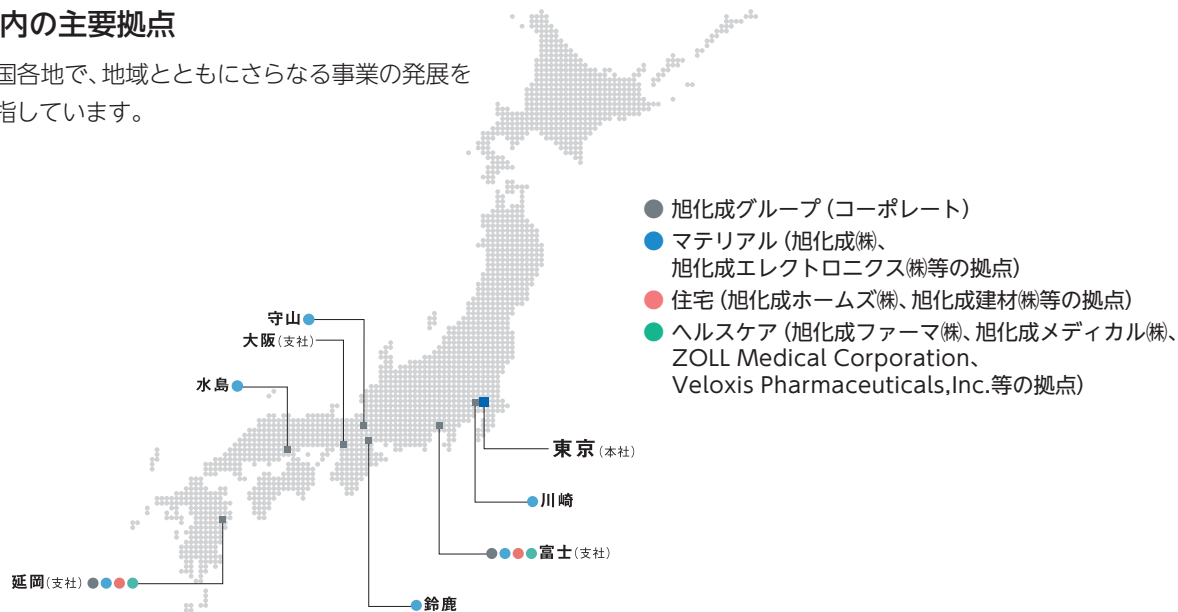 内の主要拠点
国各地で、地域とともにさらなる事業の発展を
指しています。
旭化成グループ（コーポレート）
マテリアル（旭化成㈱、
旭化成エレクトロニクス㈱等の拠点）
住宅（旭化成ホームズ㈱、旭化成建材㈱等の拠点）
ヘルスケア（旭化成ファーマ㈱、旭化成メディカル㈱、
ZOLL Medical Corporation、
Veloxis Pharmaceuticals,Inc.等の拠点）
守山
大阪（支社）
水島
東京（本社）
川崎
富士（支社）
延岡（支社）
鈴鹿